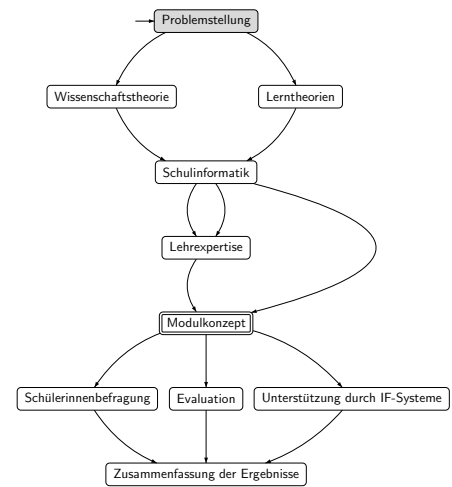 Problemstellung
Wissenschaftstheorie
Lerntheorien
Schulinformatik
Lehrexpertise
Modulkonzept
Schülerinnenbefragung
Evaluation
Unterstützung durch IF-Systeme
Zusammenfassung der Ergebnisse